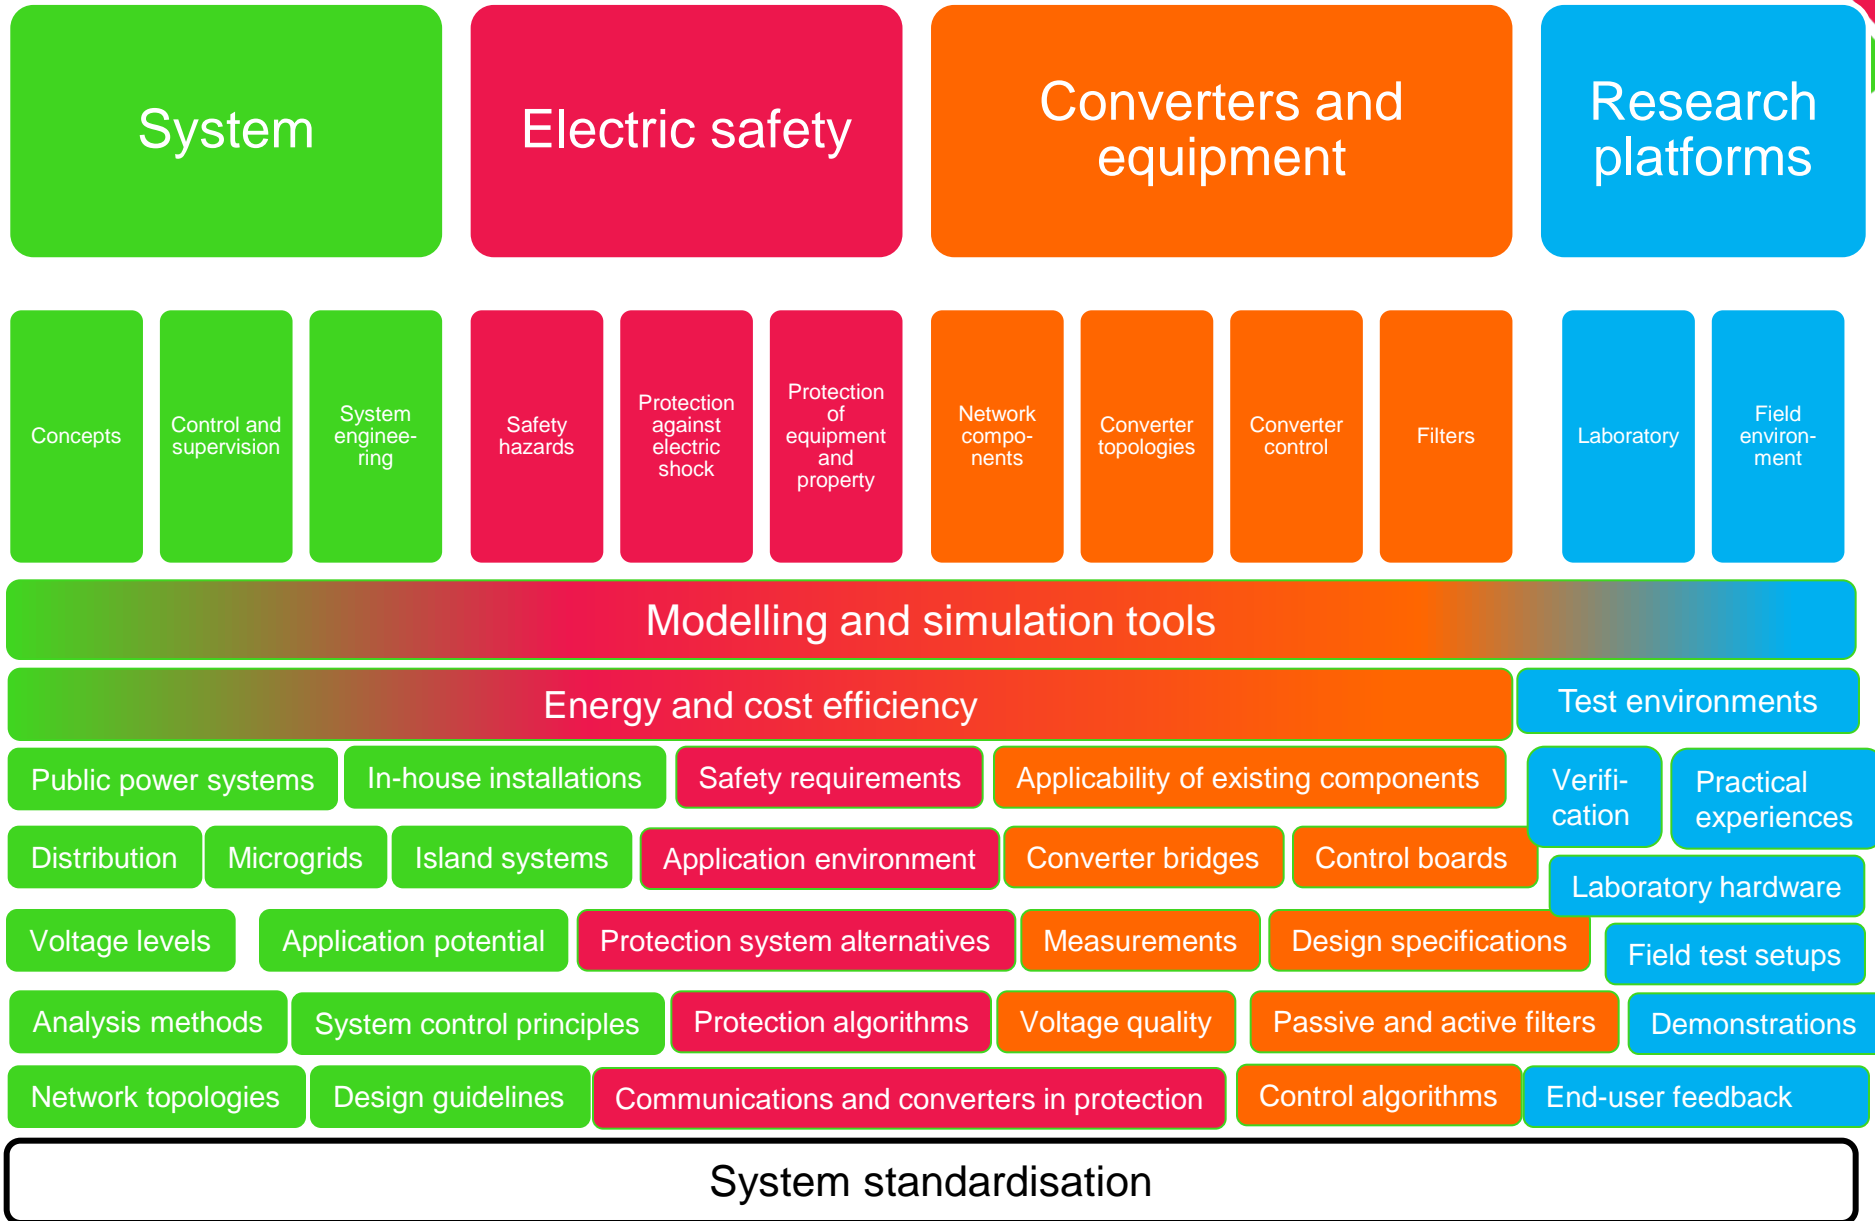 System
Electric safety
Converters and
equipment
Research
platforms
Concepts
Control and
supervision
System
enginee-
ring
Safety
hazards
Protection
against
electric
shock
Protection
of
equipment
and
property
Network
compo-
nents
Converter
topologies
Converter
control
Filters
Laboratory
Field
environ-
ment
Modelling and simulation tools
Energy and cost efficiency
Test environments
Public power systems
In-house installations
Safety requirements
Applicability of existing components
Verifi-
cation
Practical
experiences
Distribution
Microgrids
Island systems
Application environment
Converter bridges
Control boards
Laboratory hardware
Voltage levels
Application potential
Protection system alternatives
Measurements
Design specifications
Field test setups
Analysis methods
System control principles
Protection algorithms
Voltage quality
Passive and active filters
Demonstrations
Network topologies
Design guidelines
Communications and converters in protection
Control algorithms
End-user feedback
System standardisation